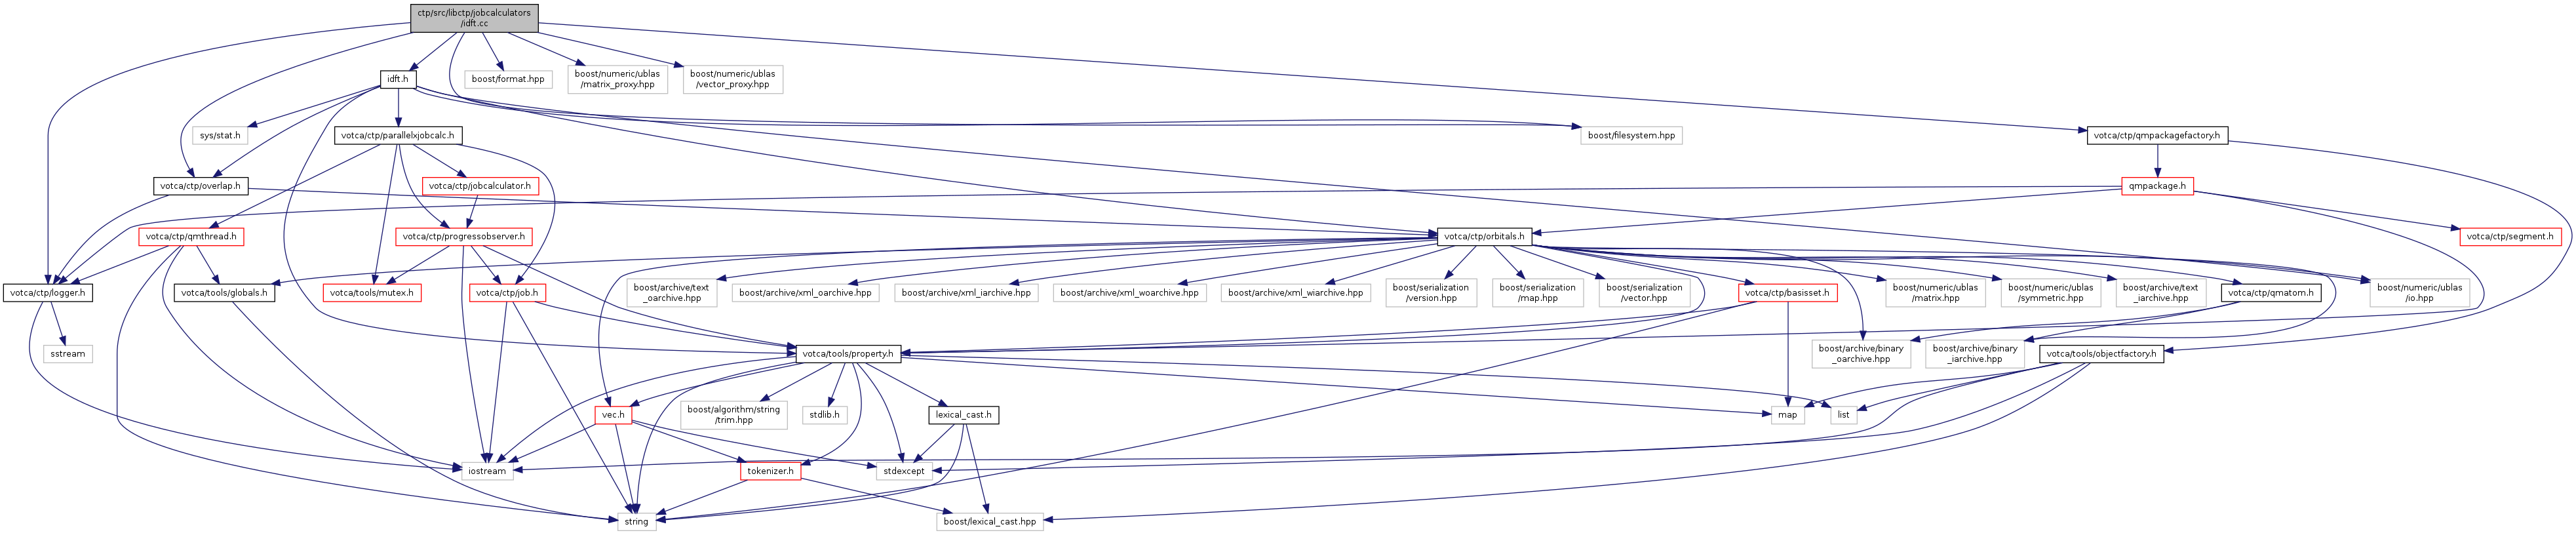 ctp/src/libctp/jobcalculators
/idft.cc
idft.h
boost/format.hpp
boost/numeric/ublas
/matrix_proxy.hpp
boost/numeric/ublas
/vector_proxy.hpp
sys/stat.h
votca/ctp/parallelxjobcalc.h
boost/filesystem.hpp
votca/ctp/qmpackagefactory.h
votca/ctp/overlap.h
votca/ctp/jobcalculator.h
qmpackage.h
votca/ctp/qmthread.h
votca/ctp/progressobserver.h
votca/ctp/orbitals.h
votca/ctp/segment.h
votca/ctp/logger.h
votca/tools/globals.h
votca/tools/mutex.h
votca/ctp/job.h
boost/archive/text
_oarchive.hpp
boost/archive/xml_oarchive.hpp
boost/archive/xml_iarchive.hpp
boost/archive/xml_woarchive.hpp
boost/archive/xml_wiarchive.hpp
boost/serialization
/version.hpp
boost/serialization
/map.hpp
boost/serialization
/vector.hpp
votca/ctp/basisset.h
boost/numeric/ublas
/matrix.hpp
boost/numeric/ublas
/symmetric.hpp
boost/archive/text
_iarchive.hpp
votca/ctp/qmatom.h
boost/numeric/ublas
/io.hpp
sstream
votca/tools/property.h
boost/archive/binary
_oarchive.hpp
boost/archive/binary
_iarchive.hpp
votca/tools/objectfactory.h
vec.h
boost/algorithm/string
/trim.hpp
stdlib.h
lexical_cast.h
map
list
iostream
tokenizer.h
stdexcept
string
boost/lexical_cast.hpp